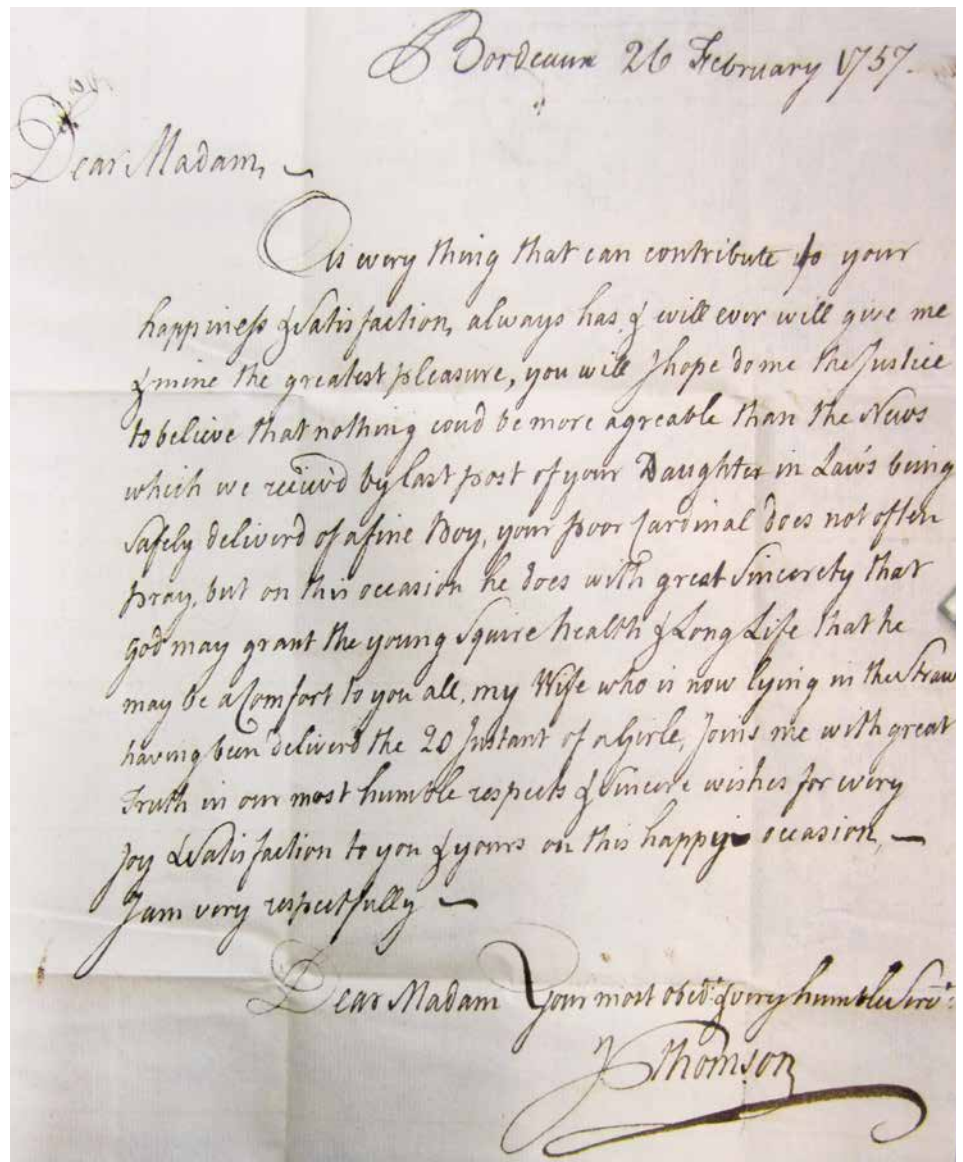 Bordeaux 26 February 1757.
Dear Madam,
As every thing that can contribute to your
happiness & Satisfaction, always has & will ever will give me
& mine the greatest pleasure, you will I hope do me the Justice
to believe that nothing coud be more agreable than the News
which we receiv'd by last post of your Daughter in Laws being
safely deliverd of a fine Boy, your poor Cardinal does not often
pray, but on this occasion he does with great Sincerety that
God may grant the young Squire health & Long Life that he
may be a Comfort to you all, my Wife who is now lying in the Straw
having been deliverd the 20 Instant of a Girle, Joins me with great
Truth in our most humble respects & Sincere wishes for every
Joy & Satisfaction to you & yours on this happy occasion, —
I am very respectfully —
Dear Madam Your most obedt. & very humble Servt.
J Thomson